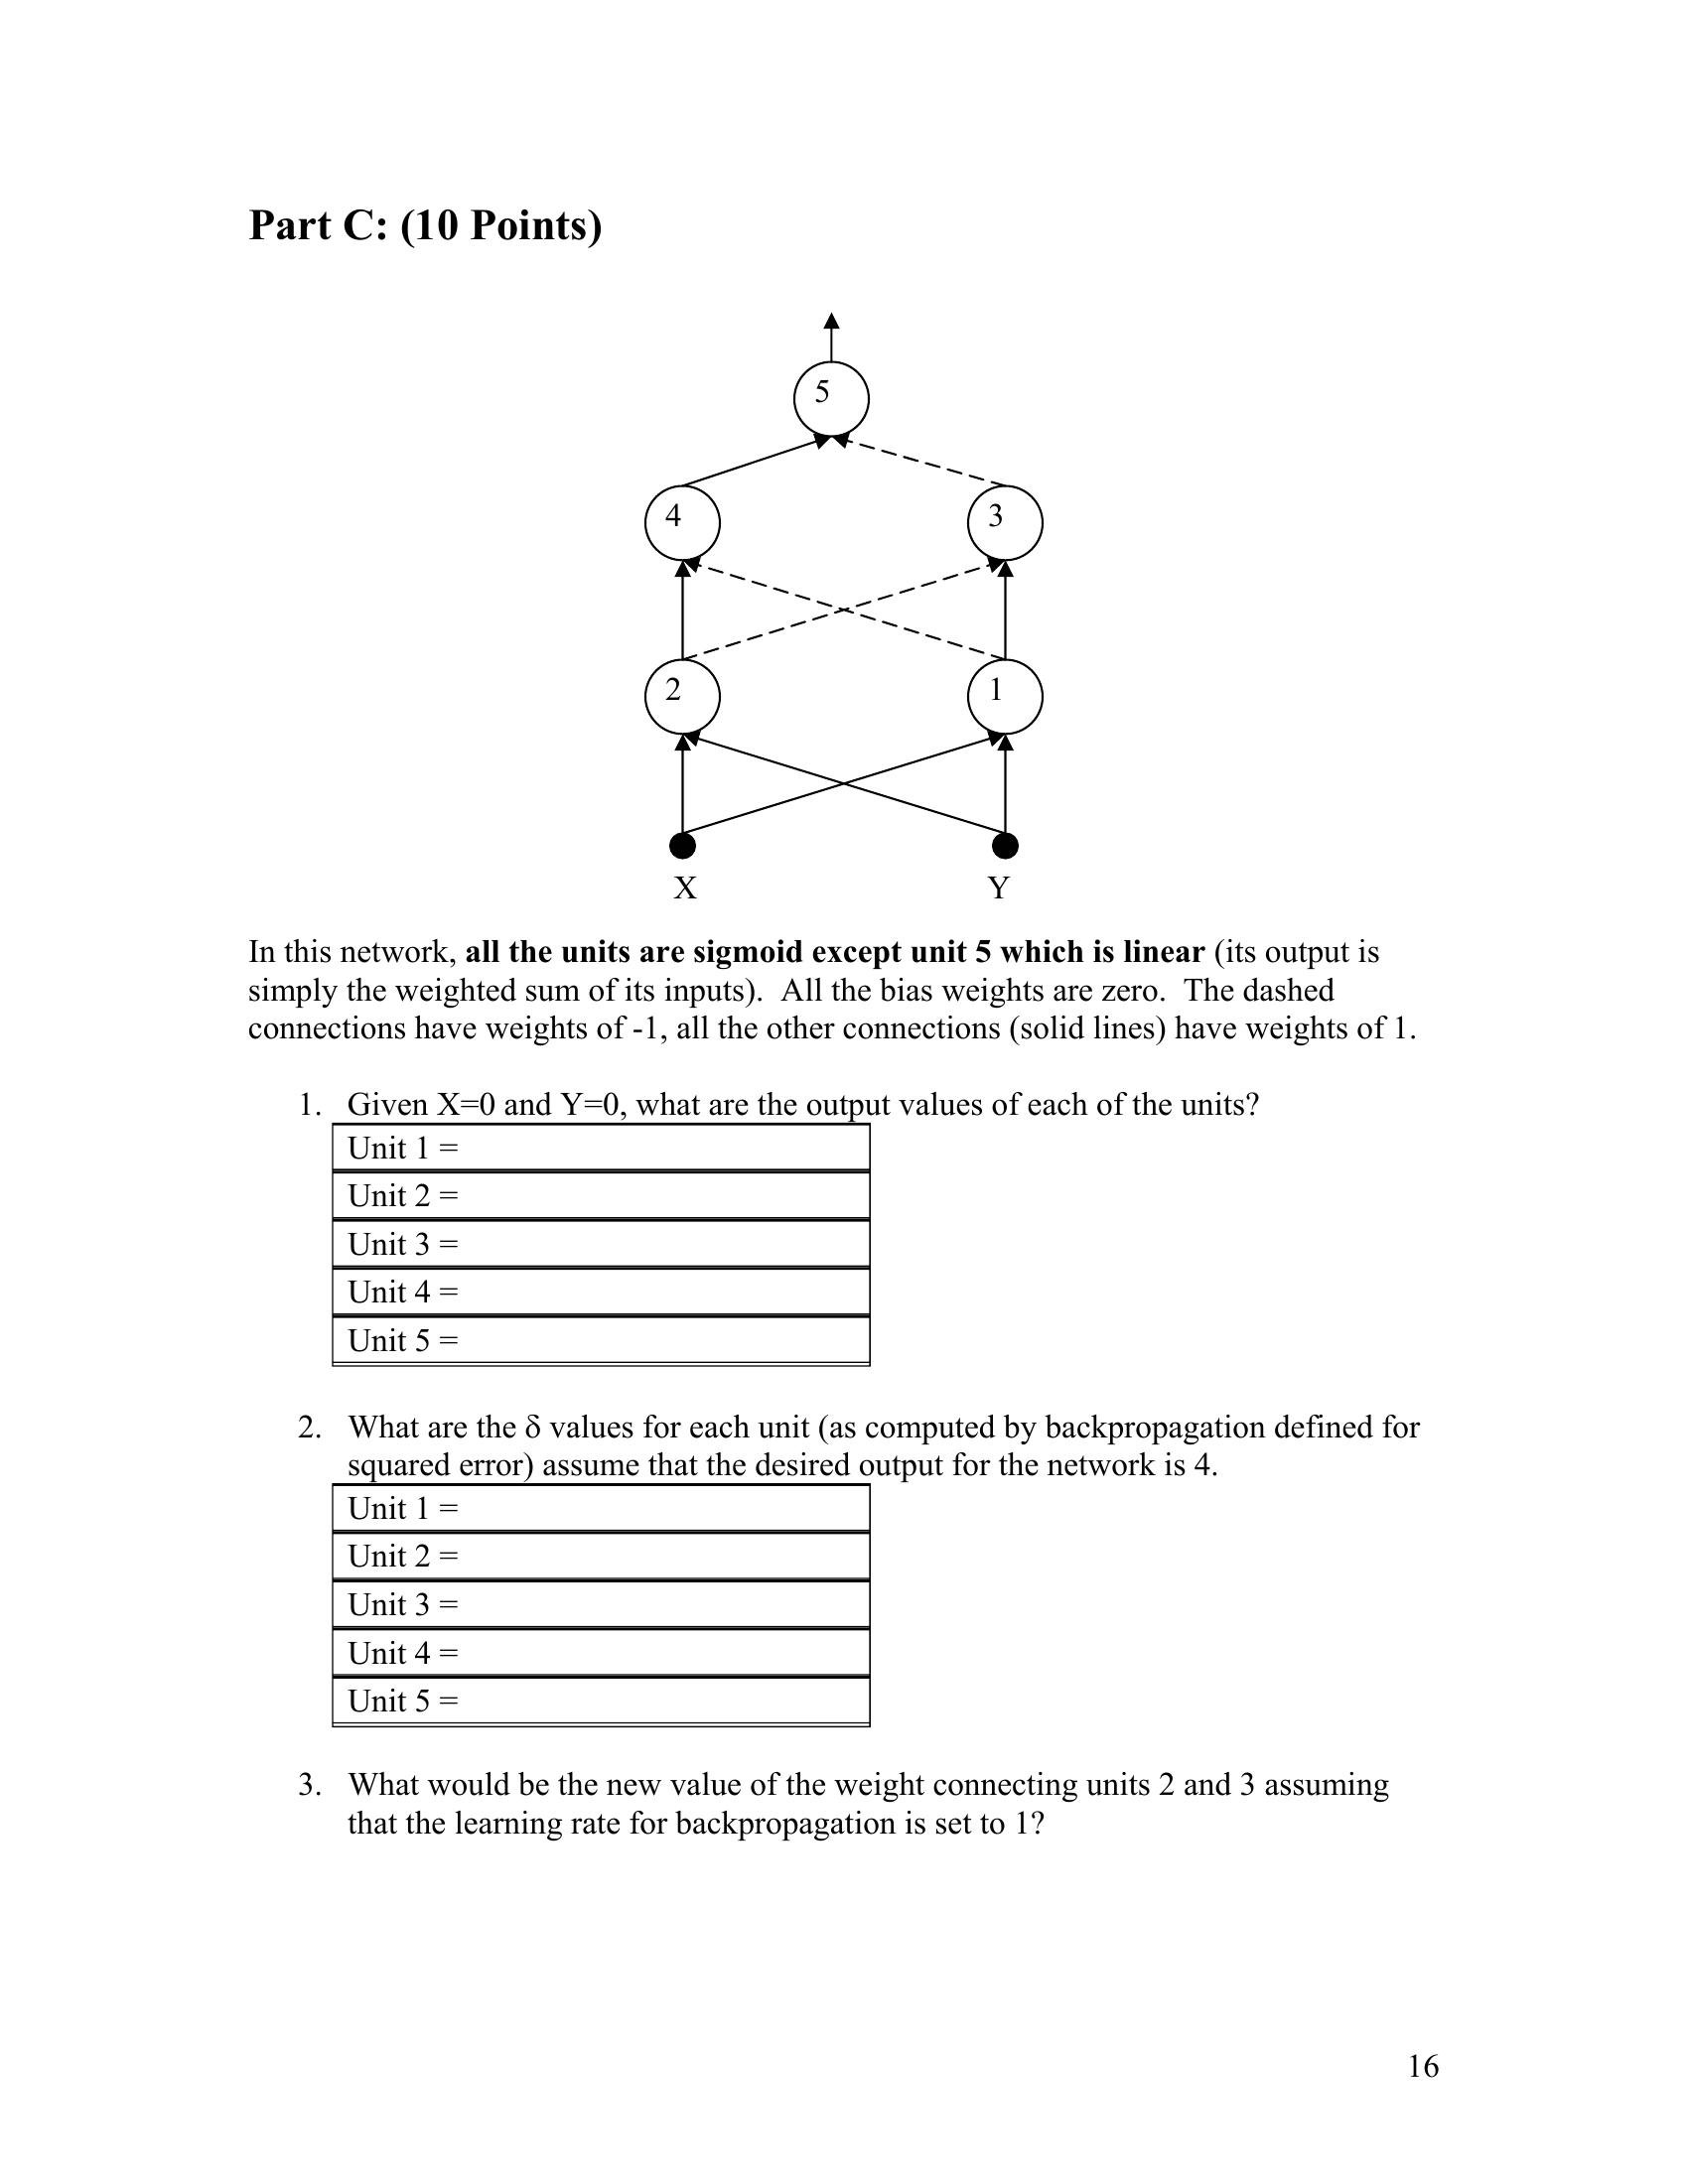 Part C: (10 Points)
5
4
3
2
1
X
Y
In this network, all the units are sigmoid except unit 5 which is linear (its output is
simply the weighted sum of its inputs).  All the bias weights are zero.  The dashed
connections have weights of -1, all the other connections (solid lines) have weights of 1.
1. Given X=0 and Y=0, what are the output values of each of the units?
Unit 1 =
Unit 2 =
Unit 3 =
Unit 4 =
Unit 5 =
2. What are the δ values for each unit (as computed by backpropagation defined for
squared error) assume that the desired output for the network is 4.
Unit 1 =
Unit 2 =
Unit 3 =
Unit 4 =
Unit 5 =
3. What would be the new value of the weight connecting units 2 and 3 assuming
that the learning rate for backpropagation is set to 1?
16